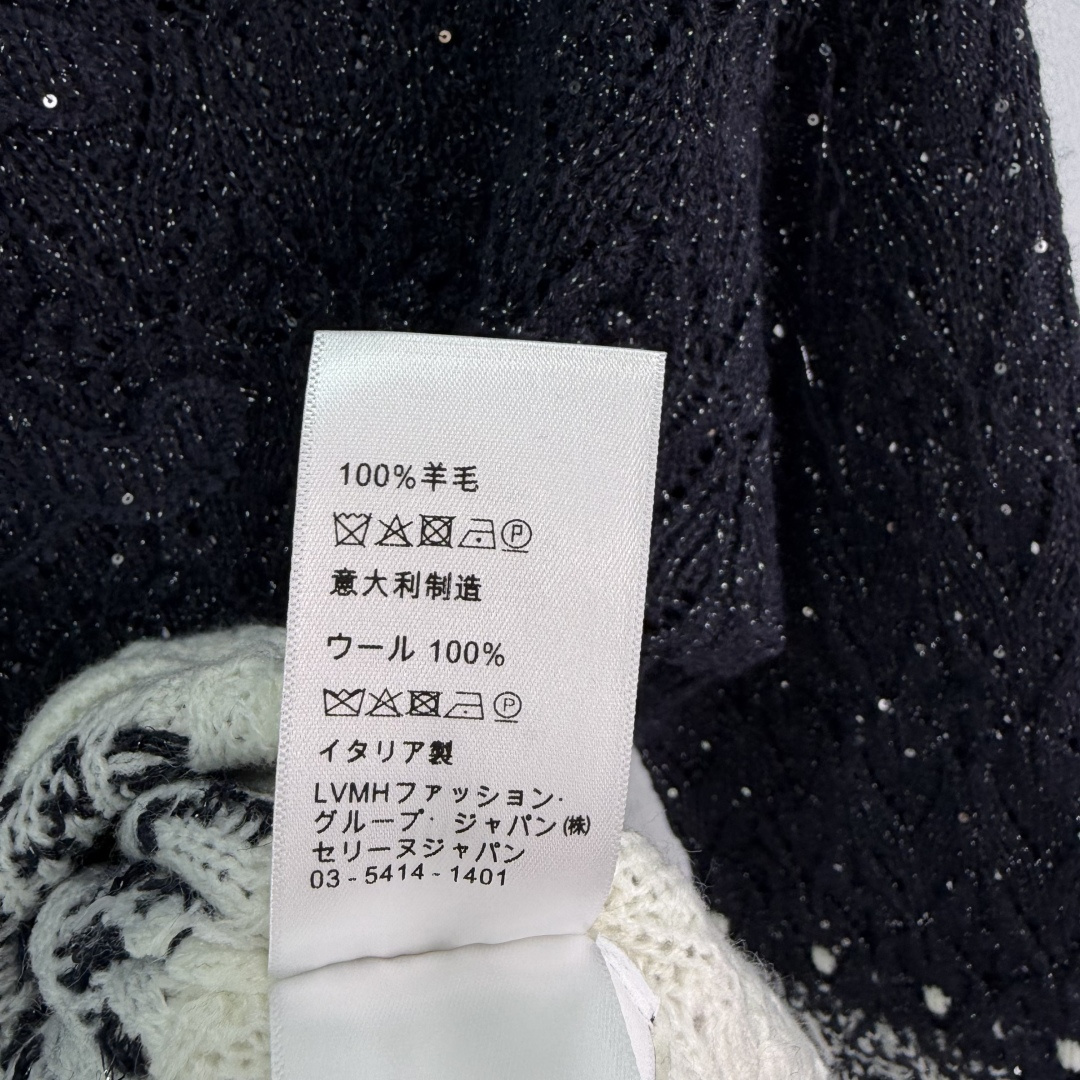 100%羊毛
意大利制造
ウール 100%
イタリア製
LVMHファッション·
グループ· ジャパン㈱
セリーヌジャパン
03-5414-1401